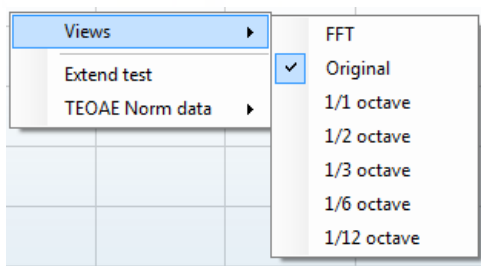 Views
Extend test
TEOAE Norm data
FFT
Original
1/1 octave
1/2 octave
1/3 octave
1/6 octave
1/12 octave